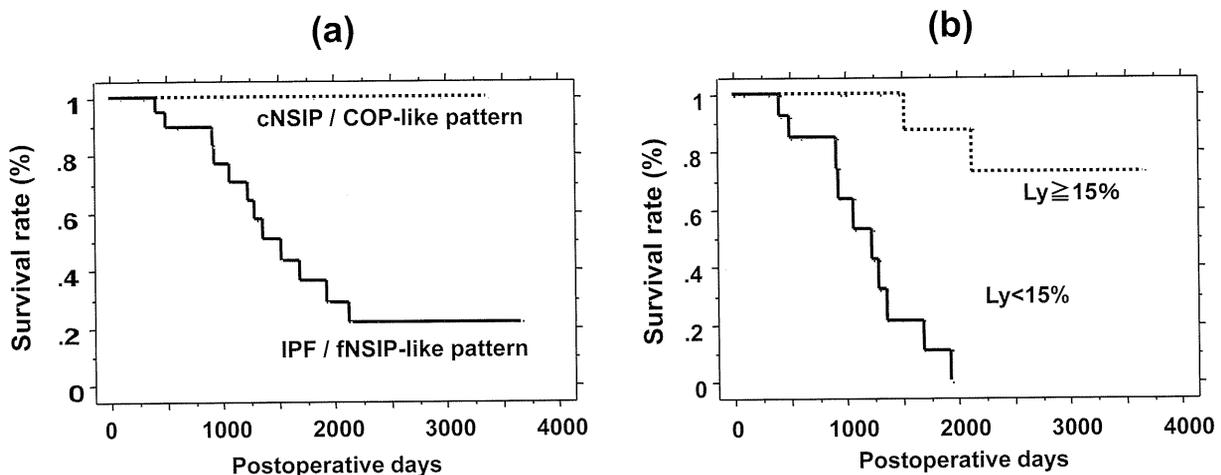 (a)
Survival rate (%)
1
.8
.6
.4
.2
0
cNSIP / COP-like pattern
IPF / fNSIP-like pattern
0 1000 2000 3000 4000
Postoperative days
(b)
Survival rate (%)
1
.8
.6
.4
.2
0
Ly≧15%
Ly<15%
0 1000 2000 3000 4000
Postoperative days